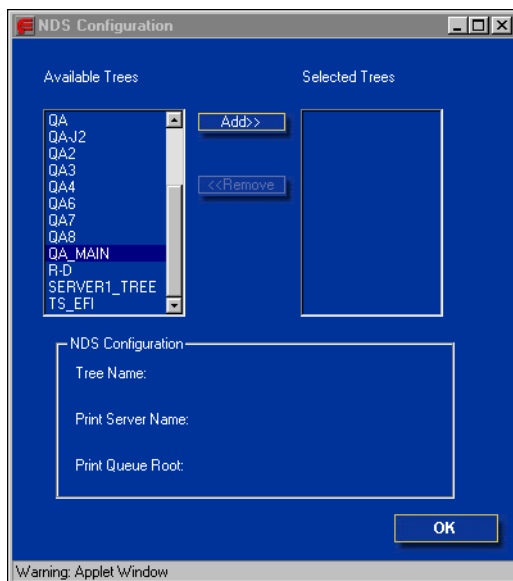 NDS Configuration
Available Trees
Selected Trees
QA
QA-J2
QA2
QA3
QA4
QA6
QA7
QA8
QA_MAIN
R-D
SERVER1_TREE
TS_EFI
Add>>
<<Remove
NDS Configuration
Tree Name:
Print Server Name:
Print Queue Root:
OK
Warning: Applet Window